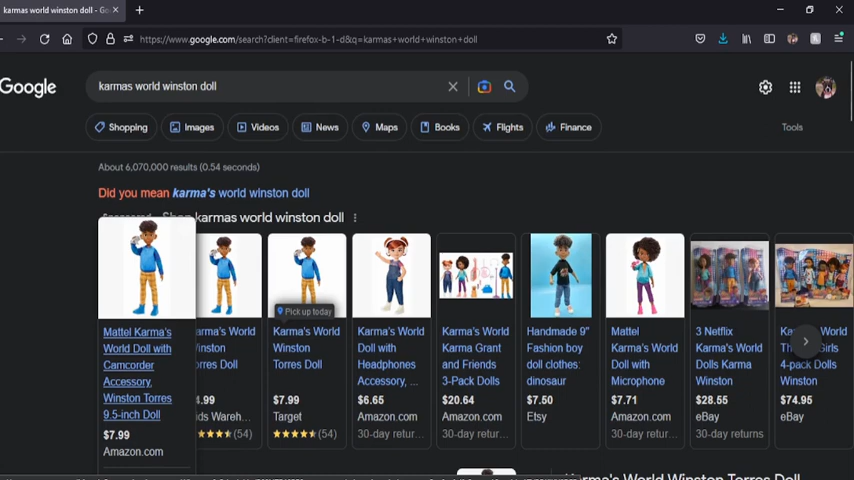 karmas world winston doll - Goo
https://www.google.com/search?client=firefox-b-1-d&q=karmas+world+winston+doll
Google
karmas world winston doll
Shopping
Images
Videos
News
Maps
Books
Flights
Finance
Tools
About 6,070,000 results (0.54 seconds)
Did you mean karma's world winston doll
Shop karmas world winston doll
Mattel Karma's
World Doll with
Camcorder
Accessory,
Winston Torres
9.5-inch Doll
$7.99
Amazon.com
arma's World
inston
orres Doll
4.99
ids Wareh...
(54)
Pick up today
Karma's World
Winston
Torres Doll
$7.99
Target
(54)
Karma's World
Doll with
Headphones
Accessory, ...
$6.65
Amazon.com
30-day retur...
Karma's World
Karma Grant
and Friends
3-Pack Dolls
$20.64
Amazon.com
30-day retur...
Handmade 9"
Fashion boy
doll clothes:
dinosaur
$7.50
Etsy
Mattel
Karma's World
Doll with
Microphone
$7.71
Amazon.com
30-day retur...
3 Netflix
Karma's World
Dolls Karma
Winston
$28.55
eBay
30-day returns
World
Girls
4-pack Dolls
Winston
$74.95
eBay
Karma's World Winston Torres Doll